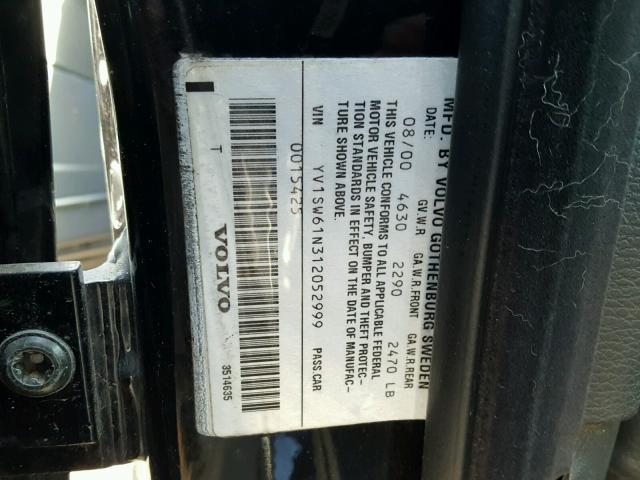 MFD. BY VOLVO GOTHENBURG SWEDEN
DATE: G.V.W.R GA.W.R.FRONT GA.W.R.REAR
08/00 4630 2290 2470 LB
THIS VEHICLE CONFORMS TO ALL APPLICABLE FEDERAL
MOTOR VEHICLE SAFETY, BUMPER AND THEFT PROTEC-
TION STANDARDS IN EFFECT ON THE DATE OF MANUFAC-
TURE SHOWN ABOVE.
VIN YV1SW61N312052999 PASS.CAR
0015425
T VOLVO 3514635